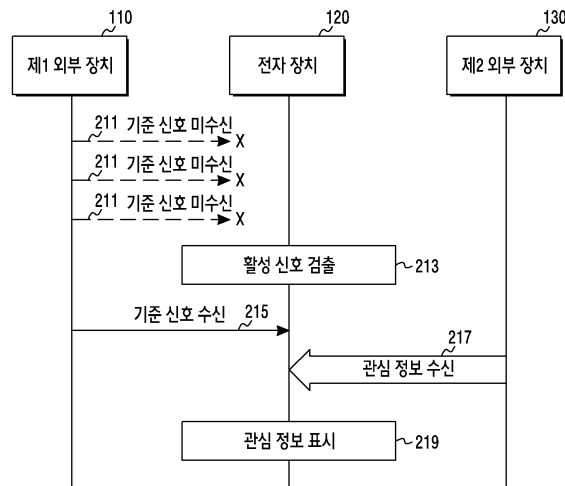 110
120
130
제1 외부 장치
전자 장치
제2 외부 장치
211 기준 신호 미수신
X
211 기준 신호 미수신
X
211 기준 신호 미수신
X
활성 신호 검출
213
기준 신호 수신
215
217
관심 정보 수신
관심 정보 표시
219